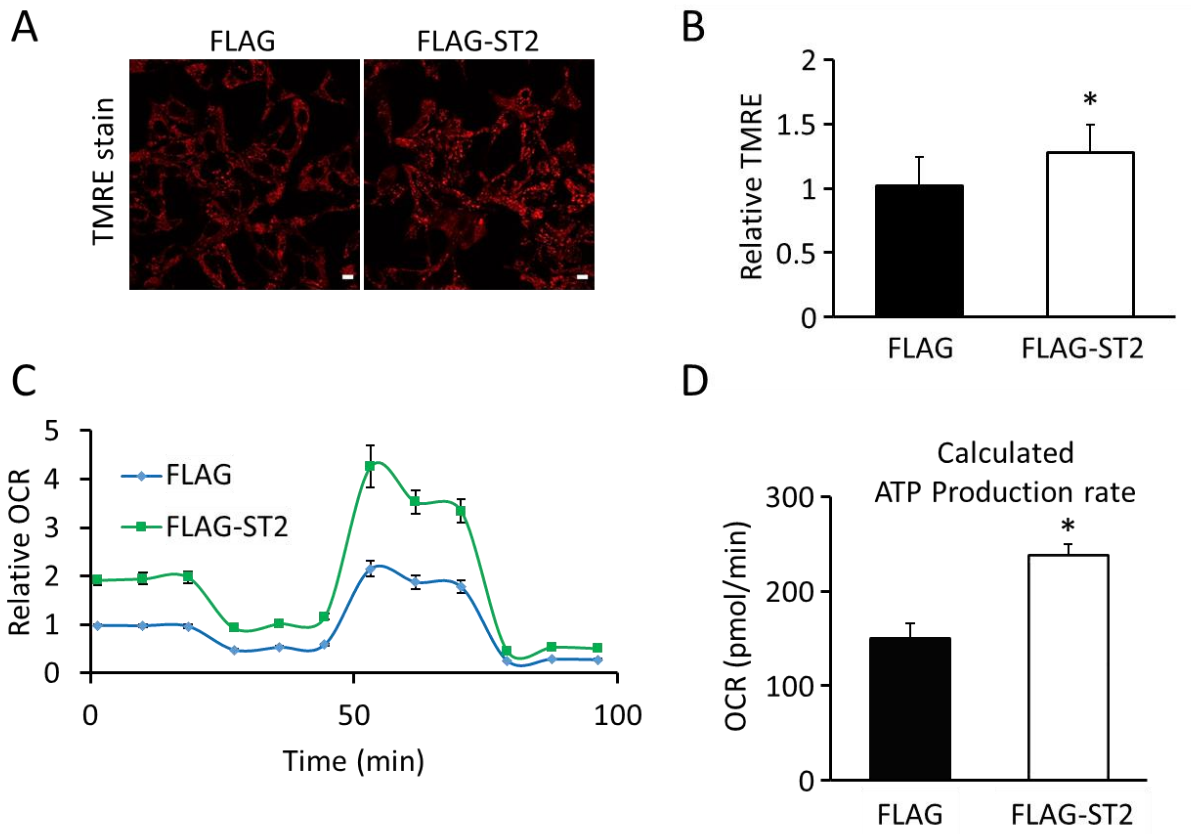 A
FLAG
FLAG-ST2
TMRE stain
B
2
1.5
1
0.5
0
Relative TMRE
*
FLAG
FLAG-ST2
C
5
4
3
2
1
0
Relative OCR
FLAG
FLAG-ST2
0
50
100
Time (min)
D
Calculated
ATP Production rate
300
200
100
0
OCR (pmol/min)
*
FLAG
FLAG-ST2